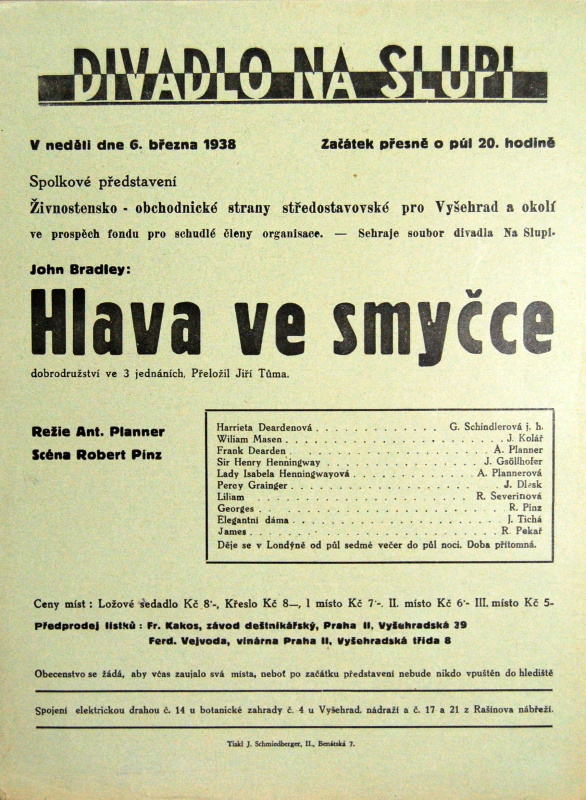 DIVADLO NA SLUPI
V neděli dne 6. března 1938 Začátek přesně o půl 20. hodině
Spolkové představení
Živnostensko - obchodnické strany středostavovské pro Vyšehrad a okolí
ve prospěch fondu pro schudlé členy organisace. — Sehraje soubor divadla Na Slupi.
John Bradley:
Hlava ve smyčce
dobrodružství ve 3 jednáních, Přeložil Jiří Tůma.
Režie Ant. Planner
Scéna Robert Pinz
Harrieta Deardenová . . . . . . . . . . . . G. Schindlerová j. h.
Wiliam Masen . . . . . . . . . . . . . . . . . . . J. Kolář
Frank Dearden . . . . . . . . . . . . . . . . . A. Planner
Sir Henry Henningway . . . . . . . . . . . . . J. Gsöllhofer
Lady Isabela Henningwayová . . . . . . . . . . A. Plannerová
Percy Grainger . . . . . . . . . . . . . . . . . . J. Dlesk
Liliam . . . . . . . . . . . . . . . . . . . R. Severinová
Georges . . . . . . . . . . . . . . . . . . . . . R. Pinz
Elegantní dáma . . . . . . . . . . . . . . . . . . J. Tichá
James . . . . . . . . . . . . . . . . . . . . . . R. Pekař
Děje se v Londýně od půl sedmé večer do půl noci. Doba přítomná.
Ceny míst : Ložové sedadlo Kč 8·-, Křeslo Kč 8—, I místo Kč 7·-. II. místo Kč 6·- III. místo Kč 5-
Předprodej lístků : Fr. Kakos, závod deštnikářský, Praha II, Vyšehradská 39
Ferd. Vejvoda, vinárna Praha II, Vyšehradská třída 8
Obecenstvo se žádá, aby včas zaujalo svá místa, neboť po začátku představení nebude nikdo vpuštěn do hlediště
Spojení elektrickou drahou č. 14 u botanické zahrady č. 4 u Vyšehrad. nádraží a č. 17 a 21 z Rašínova nábřeží.
Tiskl J. Schmiedberger, II., Benátská 7.